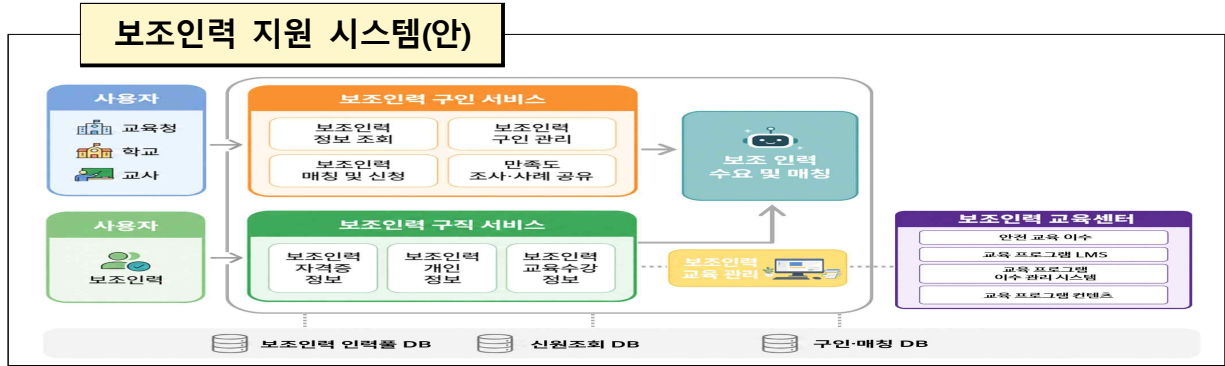 보조인력 지원 시스템(안)
사용자
교육청
학교
교사
사용자
보조인력
보조인력 구인 서비스
보조인력
정보 조회
보조인력
구인 관리
보조인력
매칭 및 신청
만족도
조사·사례 공유
보조인력 구직 서비스
보조인력
자격증
정보
보조인력
개인
정보
보조인력
교육수강
정보
보조 인력
수요 및 매칭
보조인력
교육 관리
보조인력 교육센터
안전 교육 이수
교육 프로그램 LMS
교육 프로그램
이수 관리 시스템
교육 프로그램 컨텐츠
보조인력 인력풀 DB
신원조회 DB
구인·매칭 DB